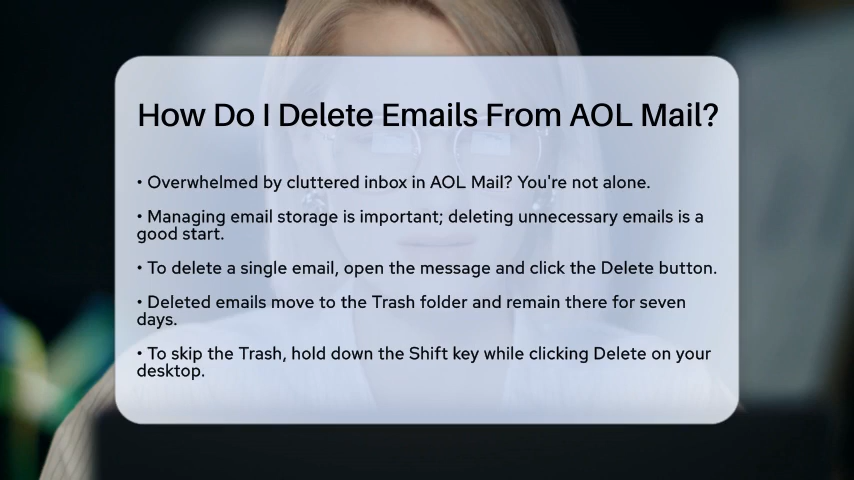 How Do I Delete Emails From AOL Mail?
• Overwhelmed by cluttered inbox in AOL Mail? You're not alone.
• Managing email storage is important; deleting unnecessary emails is a
good start.
• To delete a single email, open the message and click the Delete button.
• Deleted emails move to the Trash folder and remain there for seven
days.
• To skip the Trash, hold down the Shift key while clicking Delete on your
desktop.